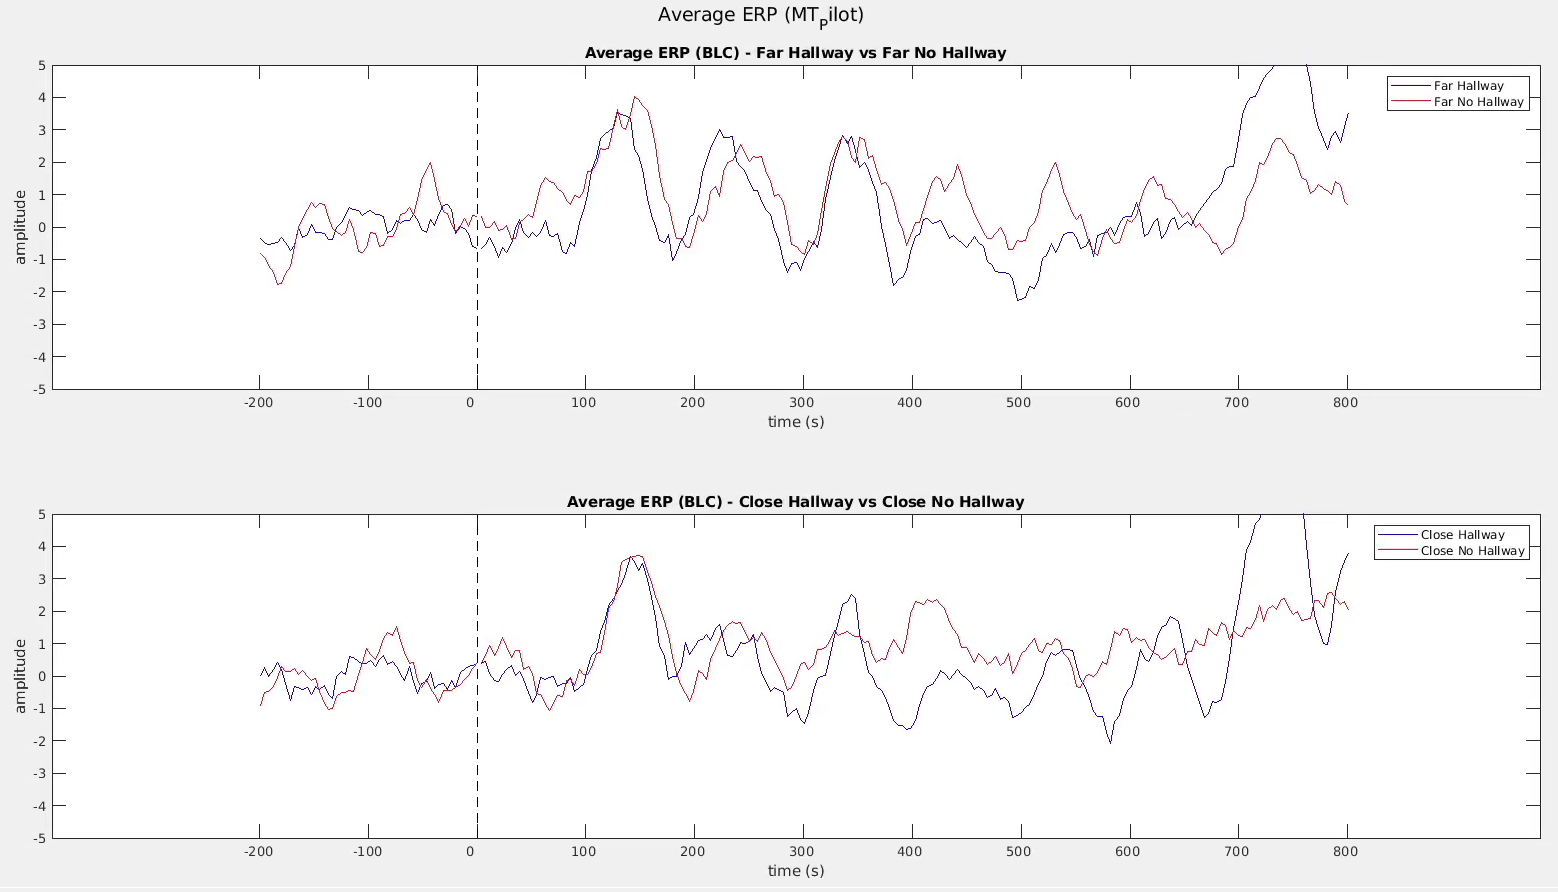 Average ERP (MT_Pilot)
Average ERP (BLC) - Far Hallway vs Far No Hallway
5
4
3
2
1
0
-1
-2
-3
-4
-5
amplitude
Far Hallway
Far No Hallway
-200 -100 0 100 200 300 400 500 600 700 800
time (s)
Average ERP (BLC) - Close Hallway vs Close No Hallway
5
4
3
2
1
0
-1
-2
-3
-4
-5
amplitude
Close Hallway
Close No Hallway
-200 -100 0 100 200 300 400 500 600 700 800
time (s)